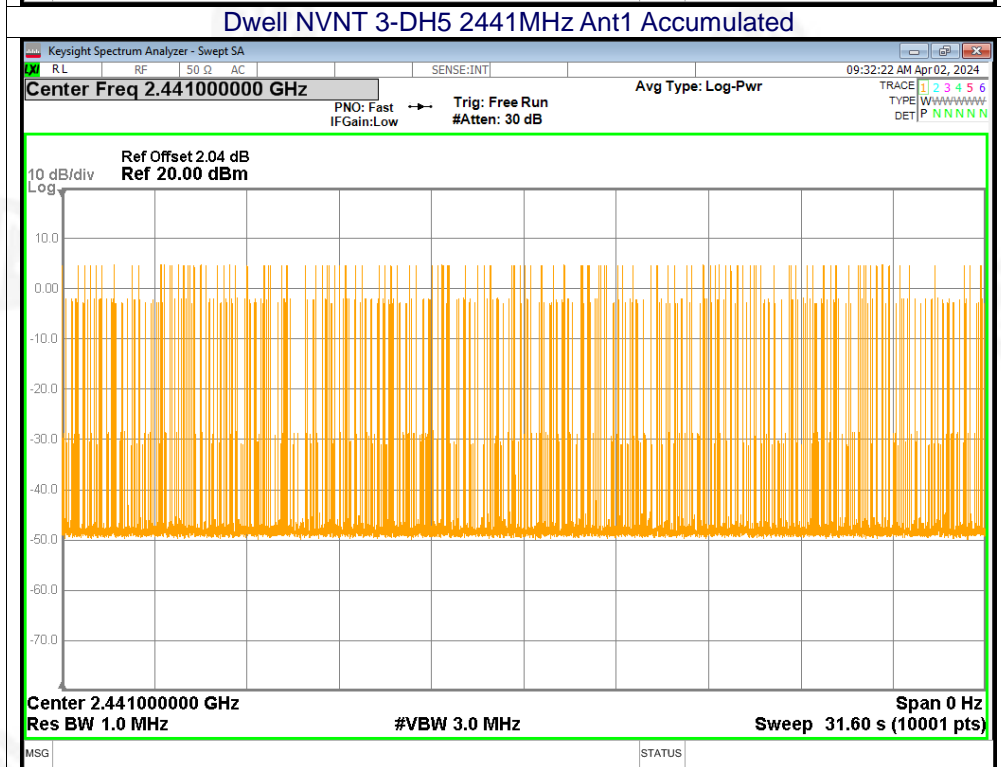 Dwell NVNT 3-DH5 2441MHz Ant1 Accumulated
Keysight Spectrum Analyzer - Swept SA
LXI RL RF 50 Ω AC SENSE:INT 09:32:22 AM Apr 02, 2024
Center Freq 2.441000000 GHz Avg Type: Log-Pwr TRACE 1 2 3 4 5 6
PNO: Fast Trig: Free Run TYPE WWWWWWW
IFGain:Low #Atten: 30 dB DET P N N N N N
Ref Offset 2.04 dB
10 dB/div Ref 20.00 dBm
Log
10.0
0.00
-10.0
-20.0
-30.0
-40.0
-50.0
-60.0
-70.0
Center 2.441000000 GHz Span 0 Hz
Res BW 1.0 MHz #VBW 3.0 MHz Sweep 31.60 s (10001 pts)
MSG STATUS